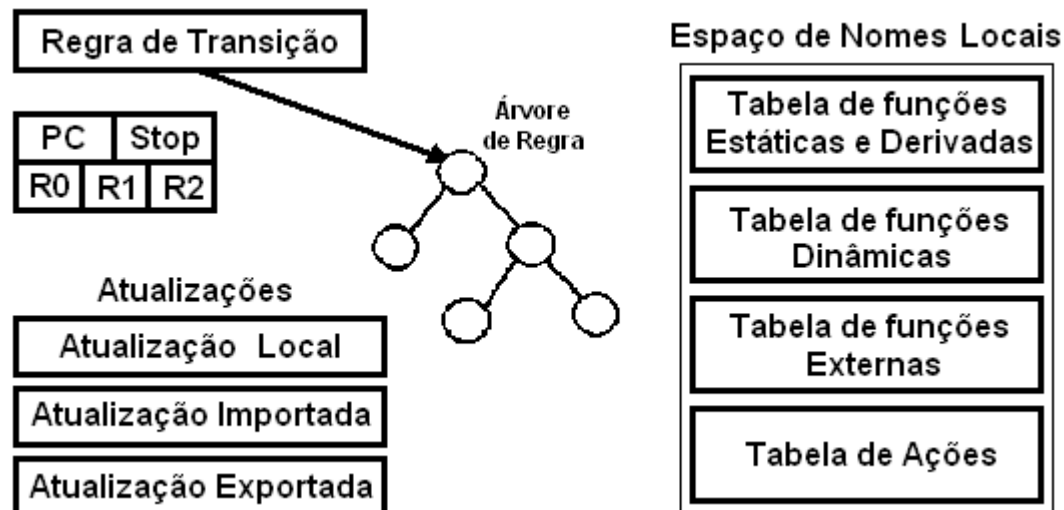 Regra de Transição
PC Stop
R0 R1 R2
Árvore
de Regra
Atualizações
Atualização Local
Atualização Importada
Atualização Exportada
Espaço de Nomes Locais
Tabela de funções
Estáticas e Derivadas
Tabela de funções
Dinâmicas
Tabela de funções
Externas
Tabela de Ações